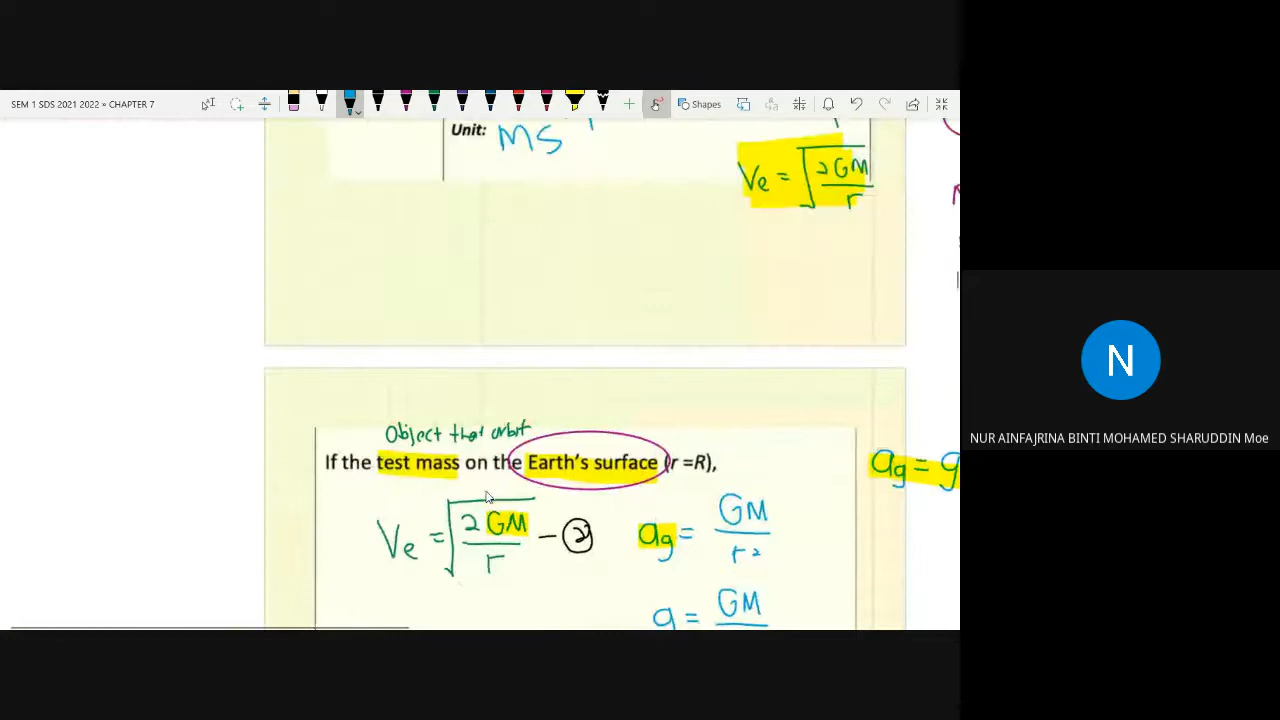 SEM 1 SDS 2021 2022 » CHAPTER 7
Shapes
Unit: ms
Ve = √2GM/r
Object that orbit
If the test mass on the Earth's surface (r =R),
ag = g
Ve = √2GM/r - ②
ag = GM/r²
g = GM
N
NUR AINFAJRINA BINTI MOHAMED SHARUDDIN Moe